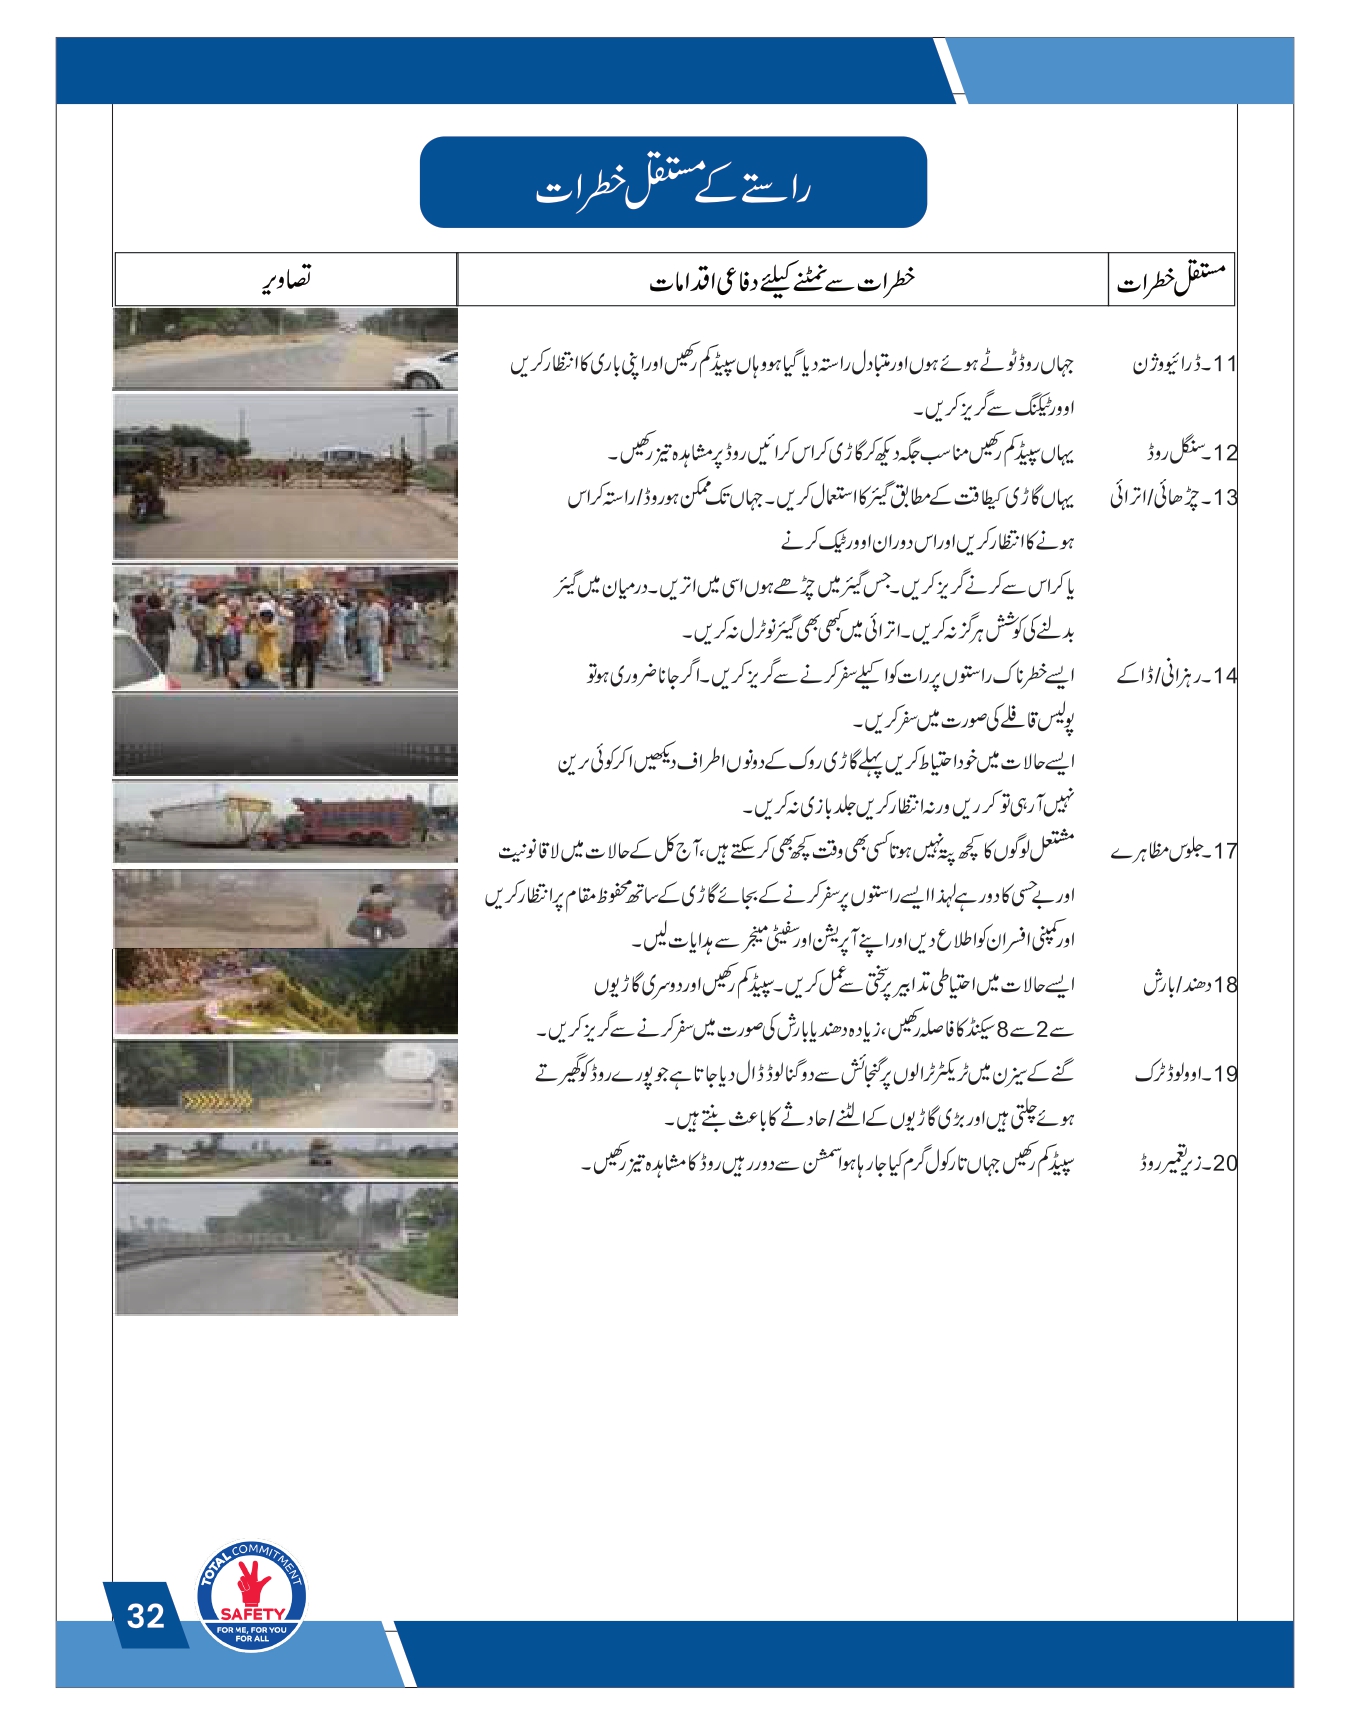 راستے کے مستقل خطرات
مستقل خطرات	خطرات سے نمٹنے کیلئے دفاعی اقدامات	تصاویر
11۔ڈرائیووژن	جہاں روڈ ٹوٹے ہوئے ہوں اور متبادل راستہ دیا گیا ہو وہاں سپیڈ کم رکھیں اور اپنی باری کا انتظار کریں
اوورٹیکنگ سے گریز کریں۔
12۔سنگل روڈ	یہاں سپیڈ کم رکھیں مناسب جگہ دیکھ کر گاڑی کراس کرائیں روڈ پر مشاہدہ تیز رکھیں۔
13۔چڑھائی/اترائی	یہاں گاڑی کیطاقت کے مطابق گیئر کا استعمال کریں۔ جہاں تک ممکن ہو روڈ/راستہ کراس
ہونے کا انتظار کریں اور اس دوران اوورٹیک کرنے
یا کراس سے کرنے گریز کریں۔جس گیئر میں چڑھے ہوں اسی میں اتریں۔درمیان میں گیئر
بدلنے کی کوشش ہرگز نہ کریں۔اترائی میں کبھی بھی گیئر نوٹرل نہ کریں۔
14۔رہزانی/ڈاکے	ایسے خطرناک راستوں پر رات کو اکیلے سفر کرنے سے گریز کریں۔اگر جانا ضروری ہو تو
پولیس قافلے کی صورت میں سفر کریں۔
ایسے حالات میں خود احتیاط کریں پہلے گاڑی روک کے دونوں اطراف دیکھیں اکر کوئی
نہیں آرہی تو ورنہ انتظار کریں جلد بازی نہ کریں۔
17۔جلوس مظاہرے	مشتعل لوگوں کا کچھ پتہ نہیں ہوتا کسی بھی وقت کچھ بھی کر سکتے ہیں،آج کل کے حالات میں لاقانونیت
اور بے حسی کا دور ہے لہذا ایسے راستوں پر سفر کرنے کے بجائے گاڑی کے ساتھ محفوظ مقام پر انتظار کریں
اور کمپنی افسران کو اطلاع دیں اور اپنے آپریشن اور سفیٹی مینجر سے ہدایات لیں۔
18دھند/بارش	ایسے حالات میں احتیاطی تدابیر پر سختی سے عمل کریں۔سپیڈ کم رکھیں اور دوسری گاڑیوں
سے 2 سے 8 سیکنڈ کا فاصلہ رکھیں،زیادہ دھند یا بارش کی صورت میں سفر کرنے سے گریز کریں۔
19۔اوولوڈ ٹرک	گنے کے سیزن میں ٹریکٹر ٹرالوں پر گنجائش سے دوگنا لوڈ ڈال دیا جاتا ہے جو پورے روڈ کو گھیرتے
ہوئے چلتی ہیں اور بڑی گاڑیوں کے الٹنے/حادثے کا باعث بنتے ہیں۔
20۔زیر تعمیر روڈ	سپیڈ کم رکھیں جہاں تارکول گرم کیا جارہا ہو اسمشن سے دور رہیں روڈ کا مشاہدہ تیز رکھیں۔
TOTAL COMMITMENT
SAFETY
FOR ME, FOR YOU
FOR ALL
32